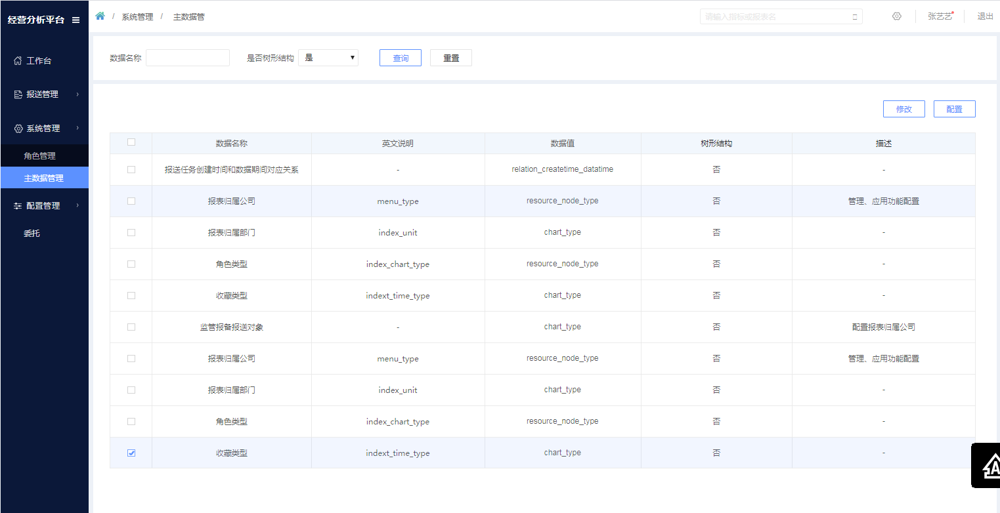 经营分析平台
/ 系统管理 / 主数据管
请输入指标或报表名
张艺艺
退出
工作台
报送管理
系统管理
角色管理
主数据管理
配置管理
委托
数据名称
是否树形结构 是
查询 重置
修改 配置
数据名称 英文说明 数据值 树形结构 描述
报送任务创建时间和数据期间对应关系 - relation_createtime_datatime 否 -
报表归属公司 menu_type resource_node_type 否 管理、应用功能配置
报表归属部门 index_unit chart_type 否 -
角色类型 index_chart_type resource_node_type 否 -
收藏类型 indext_time_type chart_type 否 -
监管报备报送对象 - chart_type 否 配置报表归属公司
报表归属公司 menu_type resource_node_type 否 管理、应用功能配置
报表归属部门 index_unit chart_type 否 -
角色类型 index_chart_type resource_node_type 否 -
收藏类型 indext_time_type chart_type 否 -
A